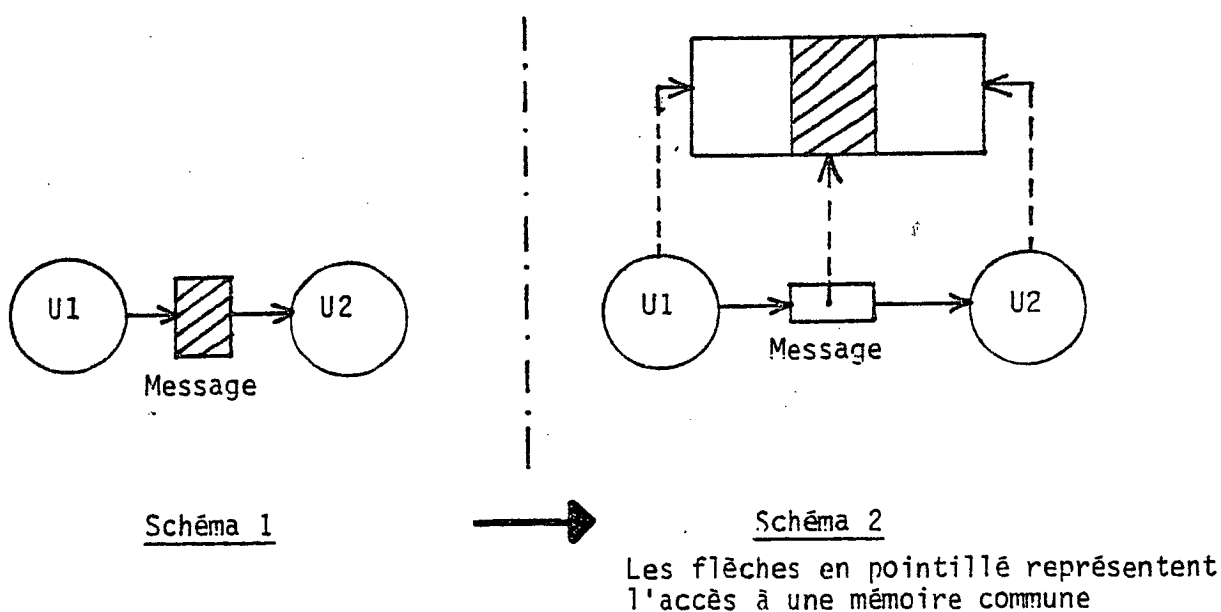 U1
U2
Message
Schéma 1
U1
U2
Message
Schéma 2
Les flèches en pointillé représentent
l'accès à une mémoire commune